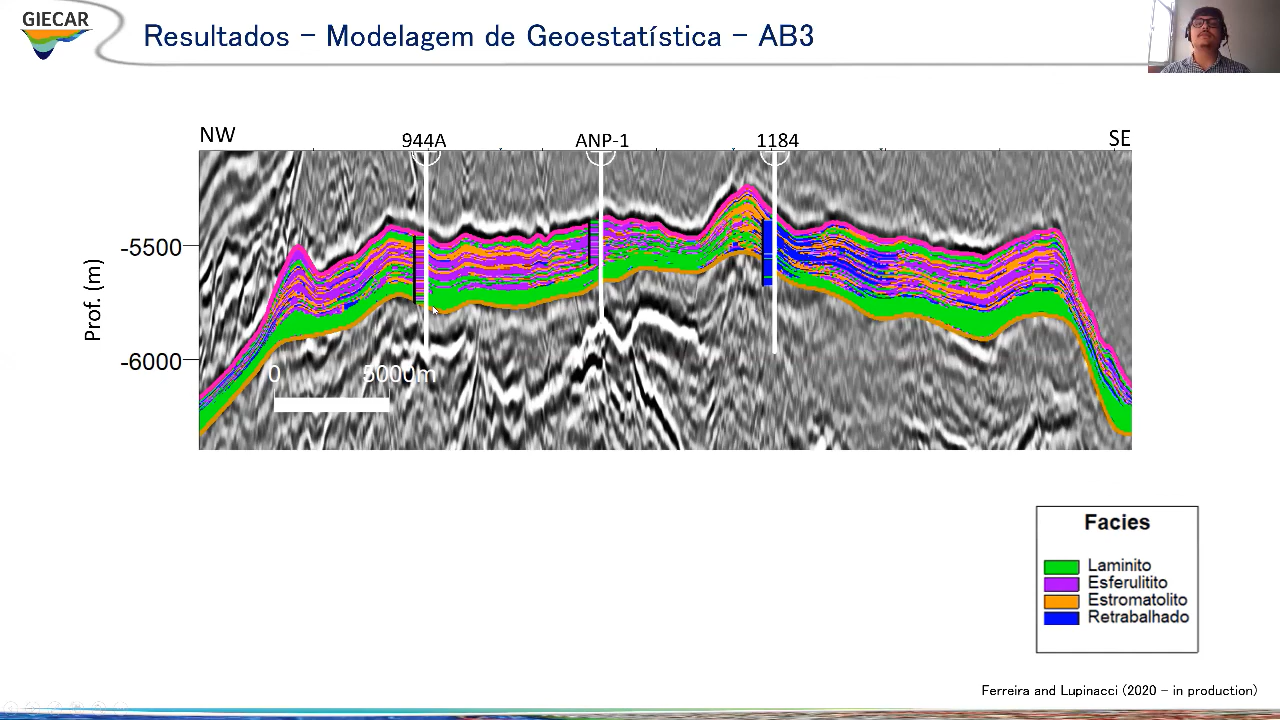 GIECAR
Resultados - Modelagem de Geoestatística - AB3
NW
944A
ANP-1
1184
SE
Prof. (m)
-5500
-6000
0
5000m
Facies
Laminito
Esferulitito
Estromatolito
Retrabalhado
Ferreira and Lupinacci (2020 - in production)